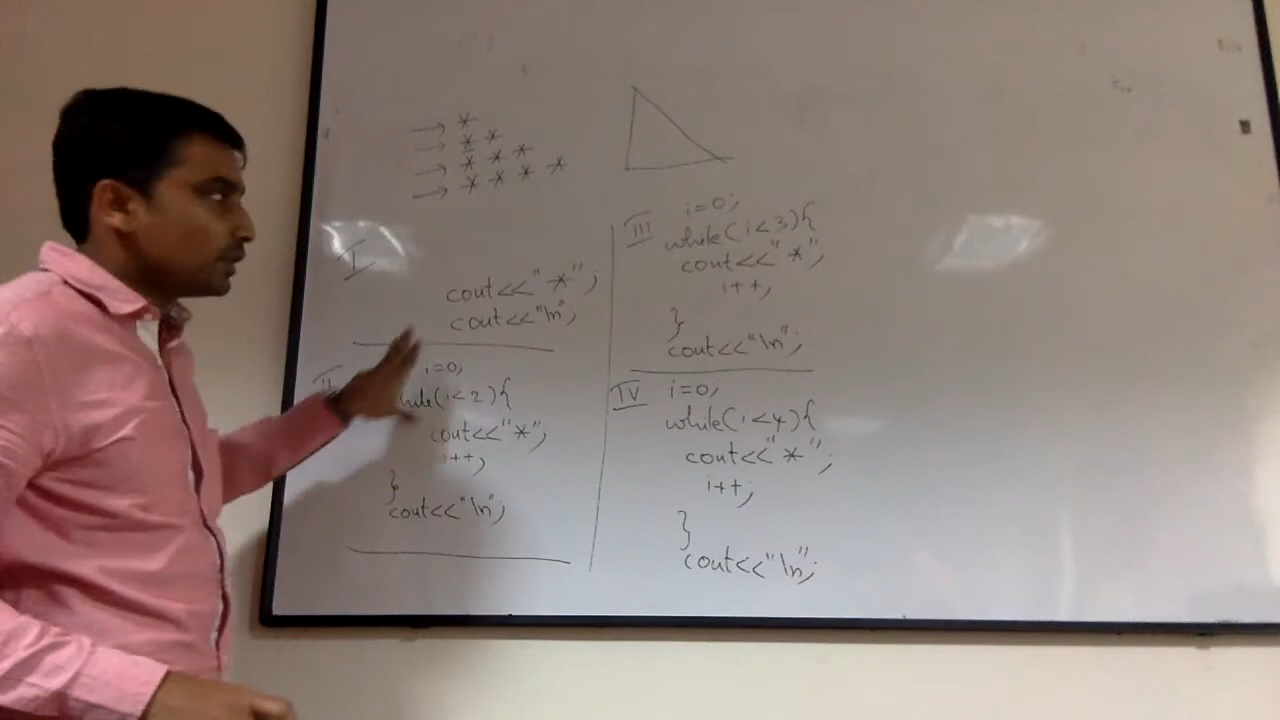 → *
→ * *
→ * * *
→ * * * *
I
cout<<"*";
cout<<"\n";
II
i=0;
while(i<2){
cout<<"*";
i++;
}
cout<<"\n";
III
i=0;
while(i<3){
cout<<"*";
i++;
}
cout<<"\n";
IV
i=0;
while(i<4){
cout<<"*";
i++;
}
cout<<"\n";